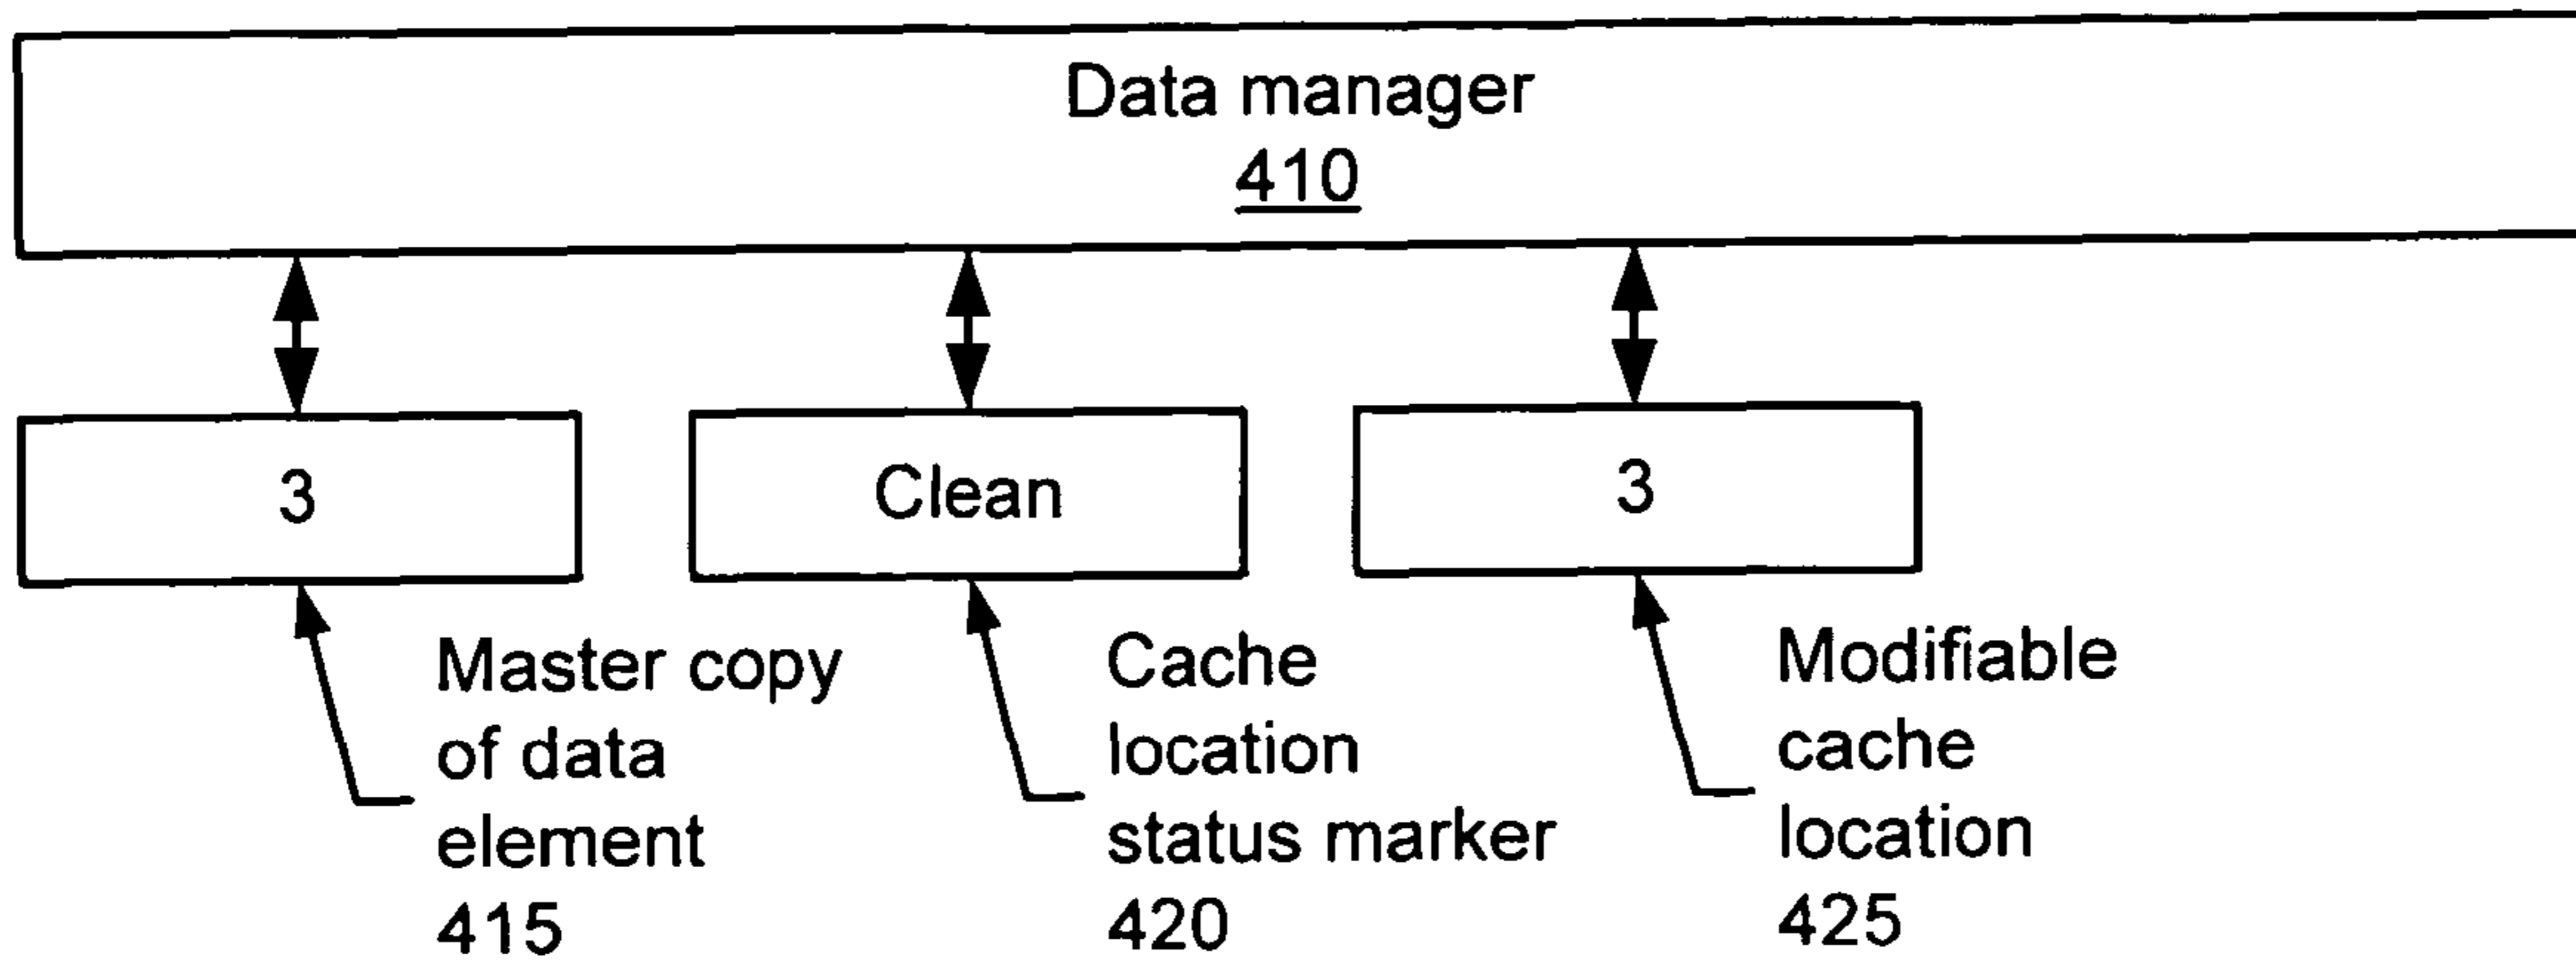 Data manager
410
3
Clean
3
Master copy
of data
element
415
Cache
location
status marker
420
Modifiable
cache
location
425